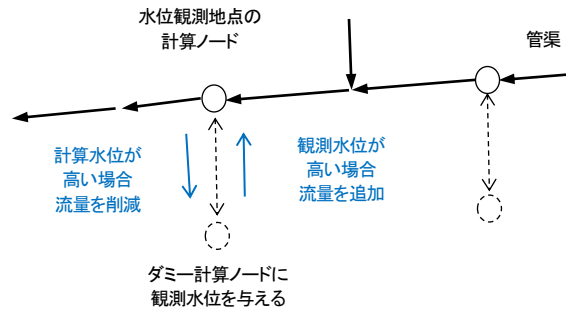 水位観測地点の
計算ノード
管渠
計算水位が
高い場合
流量を削減
観測水位が
高い場合
流量を追加
ダミー計算ノードに
観測水位を与える